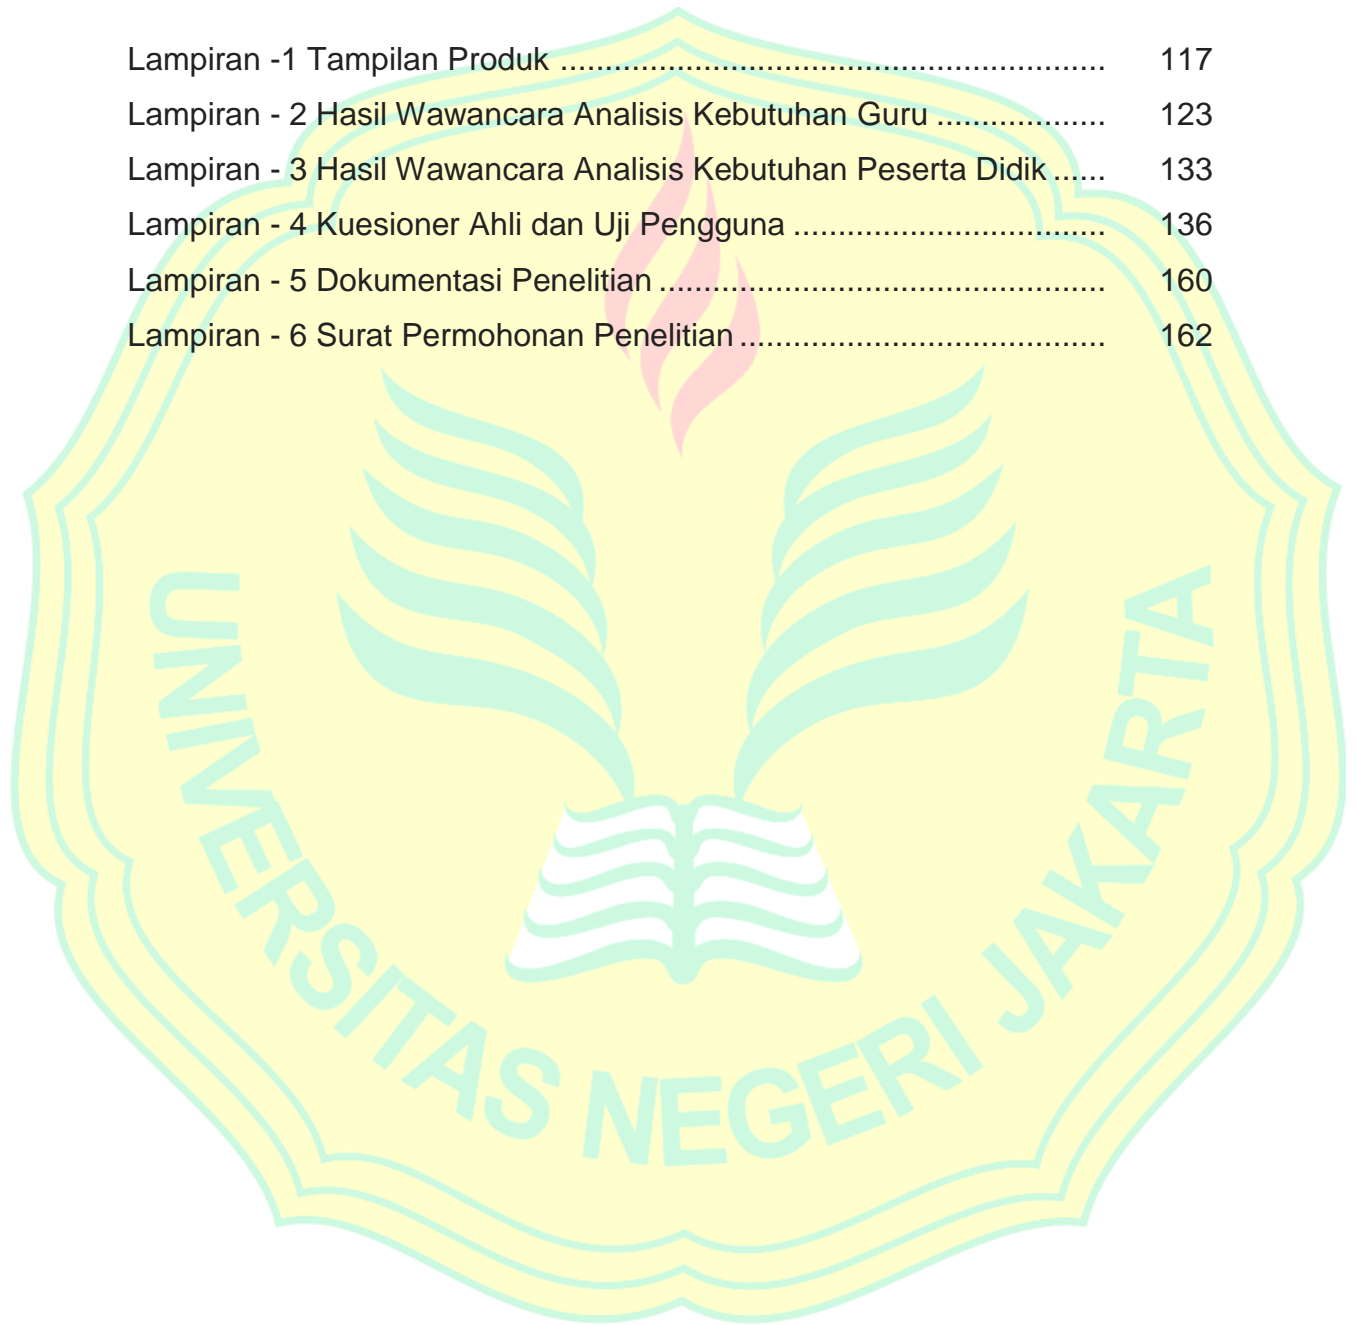 Lampiran -1 Tampilan Produk ............................................................. 117
Lampiran - 2 Hasil Wawancara Analisis Kebutuhan Guru ................... 123
Lampiran - 3 Hasil Wawancara Analisis Kebutuhan Peserta Didik ...... 133
Lampiran - 4 Kuesioner Ahli dan Uji Pengguna ................................... 136
Lampiran - 5 Dokumentasi Penelitian .................................................. 160
Lampiran - 6 Surat Permohonan Penelitian ......................................... 162
UNIVERSITAS NEGERI JAKARTA